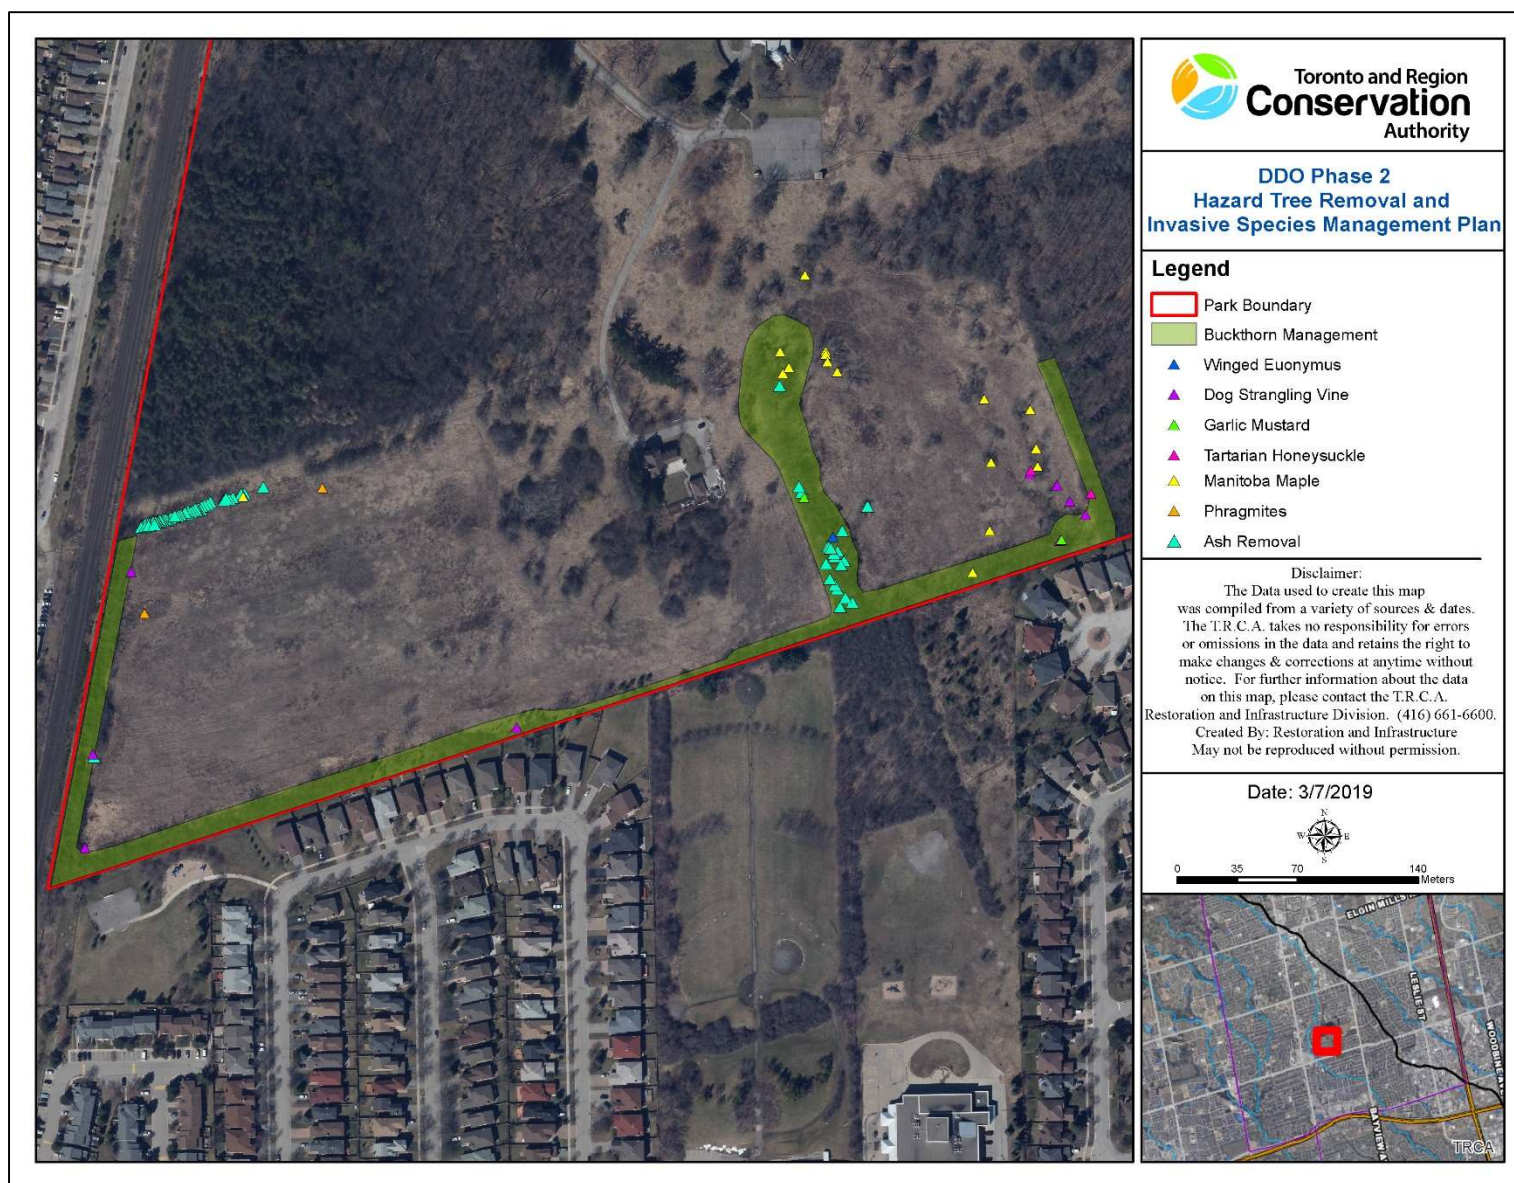 Toronto and Region
Conservation
Authority
DDO Phase 2
Hazard Tree Removal and
Invasive Species Management Plan
Legend
Park Boundary
Buckthorn Management
Winged Euonymus
Dog Strangling Vine
Garlic Mustard
Tartarian Honeysuckle
Manitoba Maple
Phragmites
Ash Removal
Disclaimer:
The Data used to create this map
was compiled from a variety of sources & dates.
The T.R.C.A. takes no responsibility for errors
or omissions in the data and retains the right to
make changes & corrections at anytime without
notice. For further information about the data
on this map, please contact the T.R.C.A.
Restoration and Infrastructure Division. (416) 661-6600.
Created By: Restoration and Infrastructure
May not be reproduced without permission.
Date: 3/7/2019
N
W E
S
0 35 70 140
Meters
ELGIN MILLS
LESLIE ST
WOODBINE AVE
BAYVIEW A
TRCA